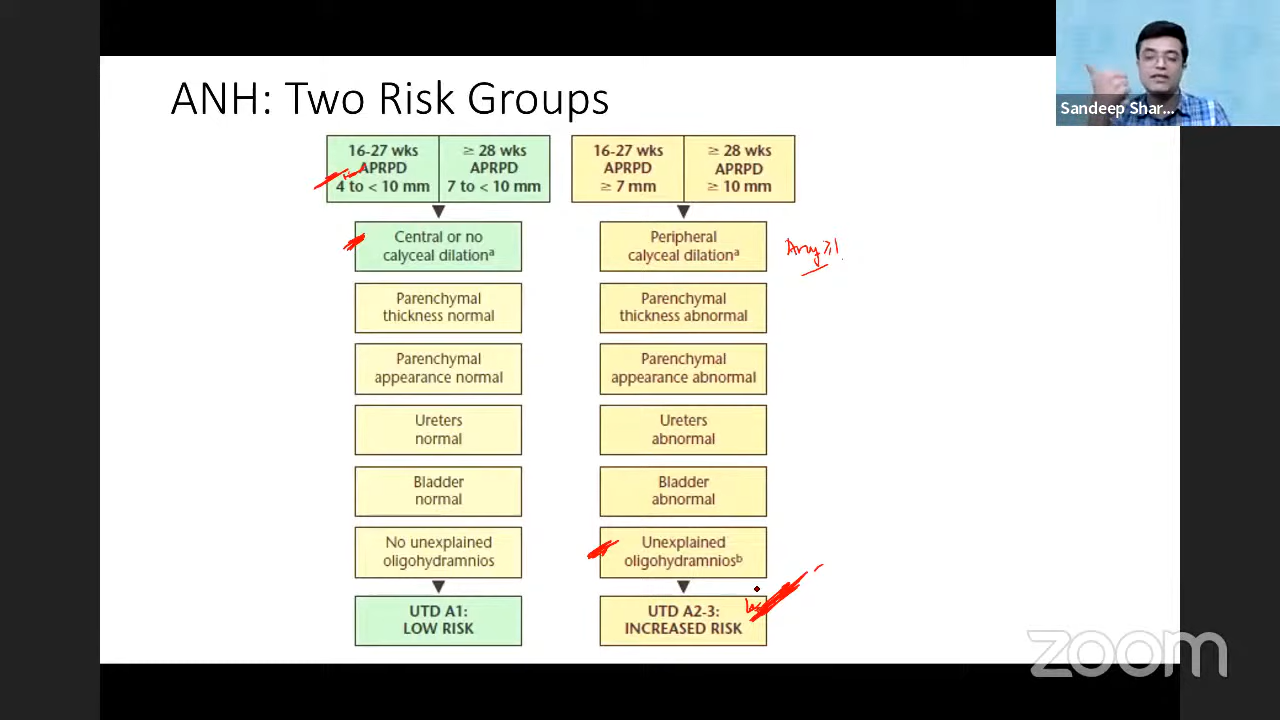 ANH: Two Risk Groups
Sandeep Shar...
16-27 wks
APRPD
4 to < 10 mm
≥ 28 wks
APRPD
7 to < 10 mm
Central or no
calyceal dilationᵃ
Parenchymal
thickness normal
Parenchymal
appearance normal
Ureters
normal
Bladder
normal
No unexplained
oligohydramnios
UTD A1:
LOW RISK
16-27 wks
APRPD
≥ 7 mm
≥ 28 wks
APRPD
≥ 10 mm
Peripheral
calyceal dilationᵃ
Any ≥1
Parenchymal
thickness abnormal
Parenchymal
appearance abnormal
Ureters
abnormal
Bladder
abnormal
Unexplained
oligohydramniosᵇ
UTD A2-3:
INCREASED RISK
zoom